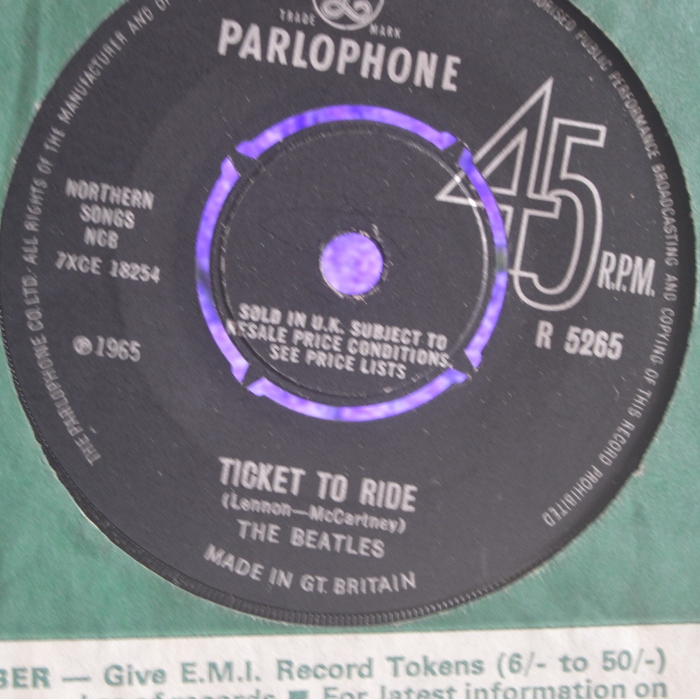 TRADE MARK
PARLOPHONE
45
R.P.M.
R 5265
NORTHERN
SONGS
NCB
7XCE 18254
℗1965
SOLD IN U.K. SUBJECT TO
RESALE PRICE CONDITIONS,
SEE PRICE LISTS
TICKET TO RIDE
(Lennon—McCartney)
THE BEATLES
MADE IN GT. BRITAIN
THE PARLOPHONE CO.LTD. ALL RIGHTS OF THE MANUFACTURER AND OF
PUBLIC PERFORMANCE BROADCASTING AND COPYING OF THIS RECORD PROHIBITED
— Give E.M.I. Record Tokens (6/- to 50/-)
of records ■ For latest information on